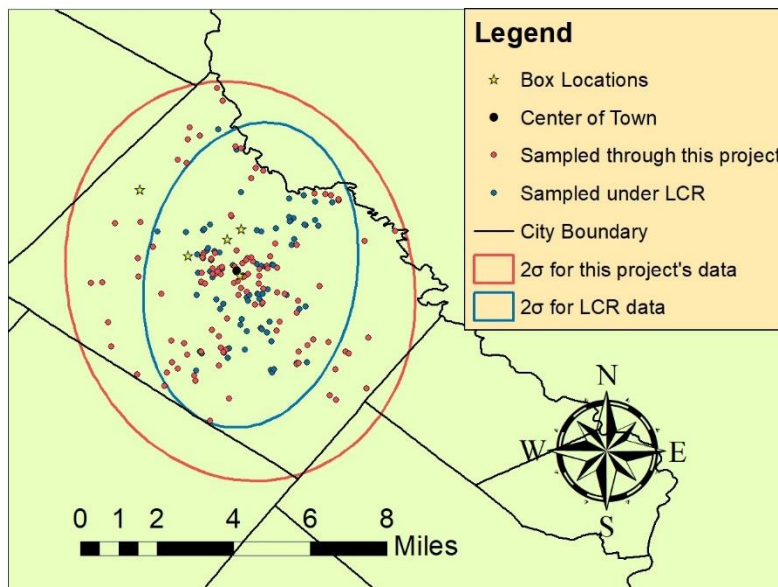 Legend
Box Locations
Center of Town
Sampled through this project
Sampled under LCR
City Boundary
2σ for this project's data
2σ for LCR data
N
W E
S
0 1 2 4 6 8
Miles